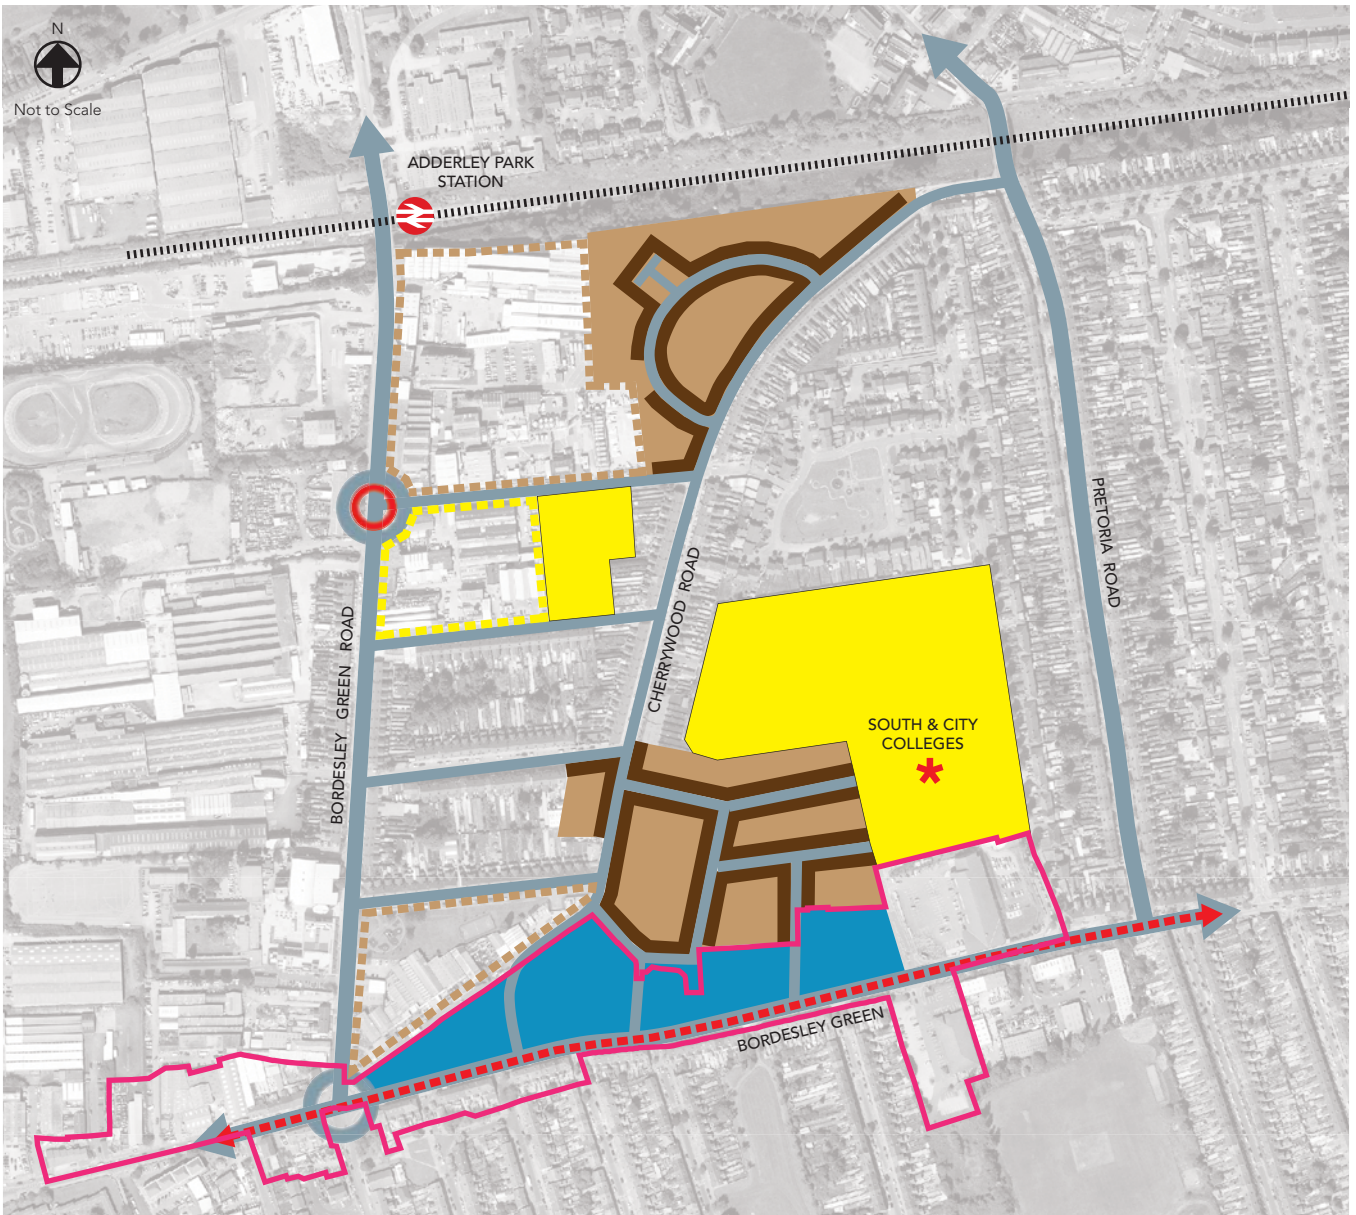 N
Not to Scale
ADDERLEY PARK
STATION
PRETORIA ROAD
CHERRYWOOD ROAD
BORDESLEY GREEN ROAD
SOUTH & CITY
COLLEGES
BORDESLEY GREEN